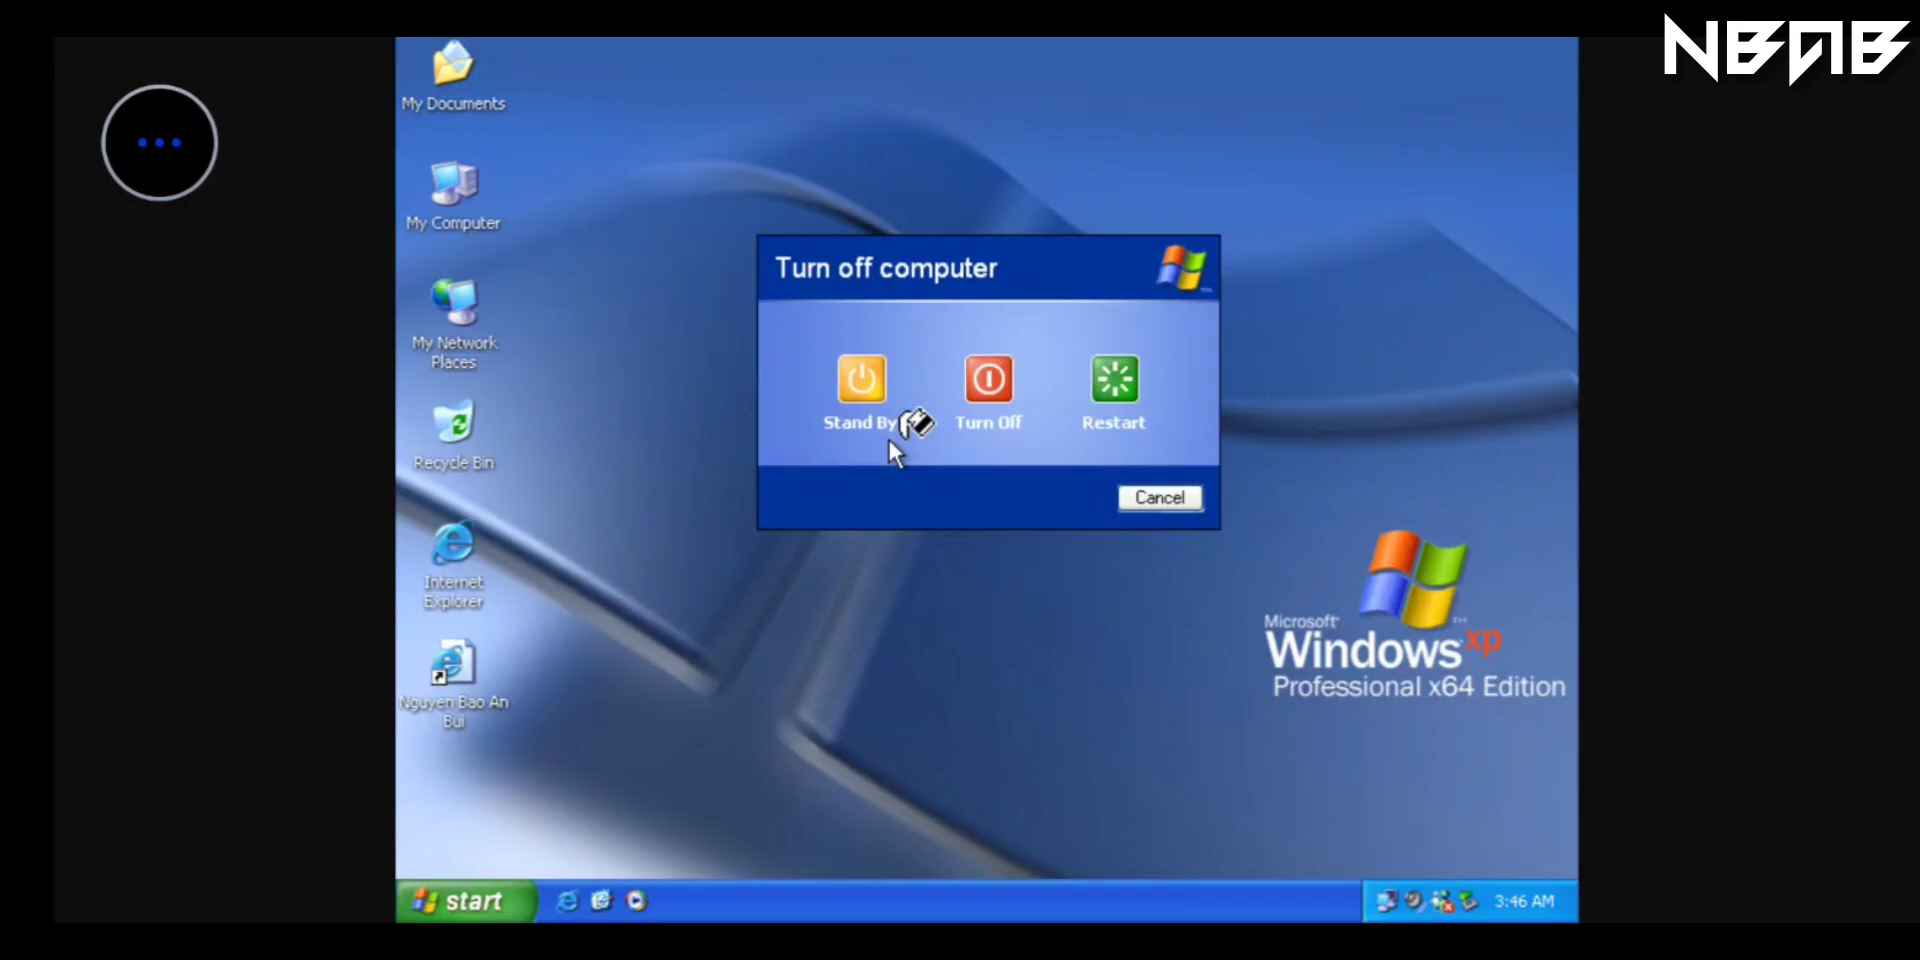 NBAB
My Documents
My Computer
My Network
Places
Recycle Bin
Internet
Explorer
Nguyen Bao An
Bui
Turn off computer
Stand By
Turn Off
Restart
Cancel
Microsoft
Windows xp
Professional x64 Edition
start
3:46 AM